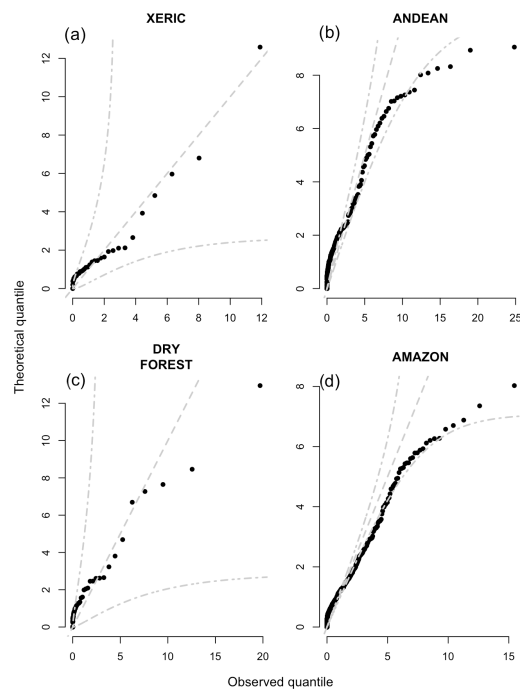 XERIC
ANDEAN
(a)
(b)
0 2 4 6 8 10 12
0 2 4 6 8 10 12
0 2 4 6 8
0 5 10 15 20 25
DRY
FOREST
AMAZON
(c)
(d)
0 2 4 6 8 10 12
0 5 10 15 20
0 2 4 6 8
0 5 10 15
Theoretical quantile
Observed quantile